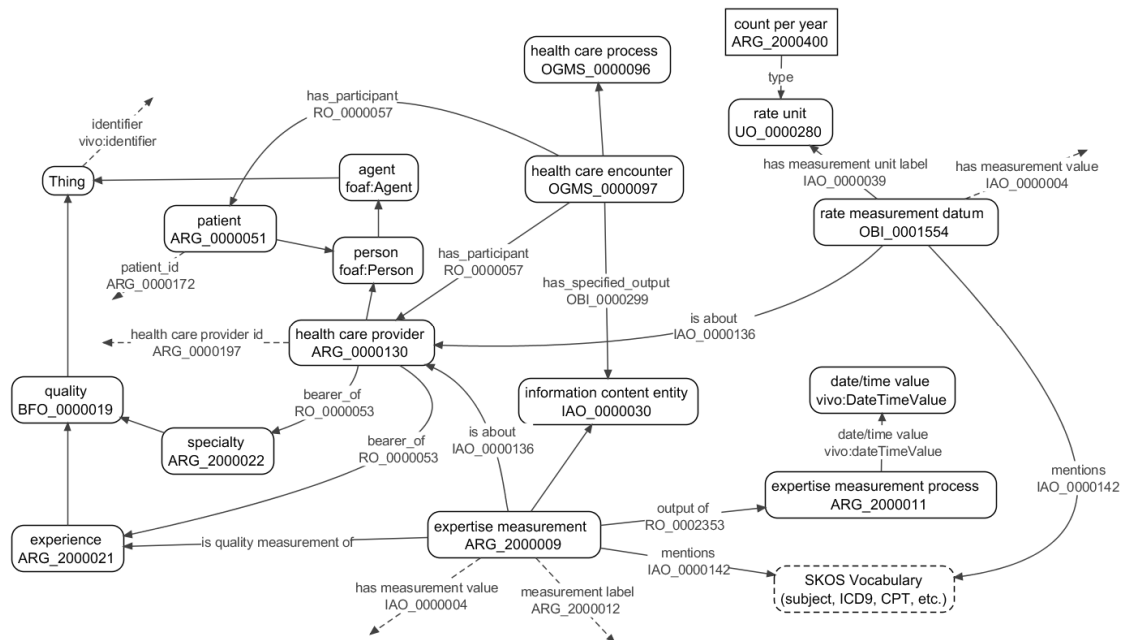 count per year
ARG_2000400
type
rate unit
UO_0000280
health care process
OGMS_0000096
has_participant
RO_0000057
identifier
vivo:identifier
Thing
agent
foaf:Agent
health care encounter
OGMS_0000097
has measurement unit label
IAO_0000039
has measurement value
IAO_0000004
rate measurement datum
OBI_0001554
patient
ARG_0000051
person
foaf:Person
patient_id
ARG_0000172
has_participant
RO_0000057
has_specified_output
OBI_0000299
is about
IAO_0000136
health care provider id
ARG_0000197
health care provider
ARG_0000130
quality
BFO_0000019
bearer_of
RO_0000053
information content entity
IAO_0000030
date/time value
vivo:DateTimeValue
specialty
ARG_2000022
bearer_of
RO_0000053
is about
IAO_0000136
date/time value
vivo:dateTimeValue
mentions
IAO_0000142
expertise measurement process
ARG_2000011
output of
RO_0002353
experience
ARG_2000021
is quality measurement of
expertise measurement
ARG_2000009
mentions
IAO_0000142
SKOS Vocabulary
(subject, ICD9, CPT, etc.)
has measurement value
IAO_0000004
measurement label
ARG_2000012